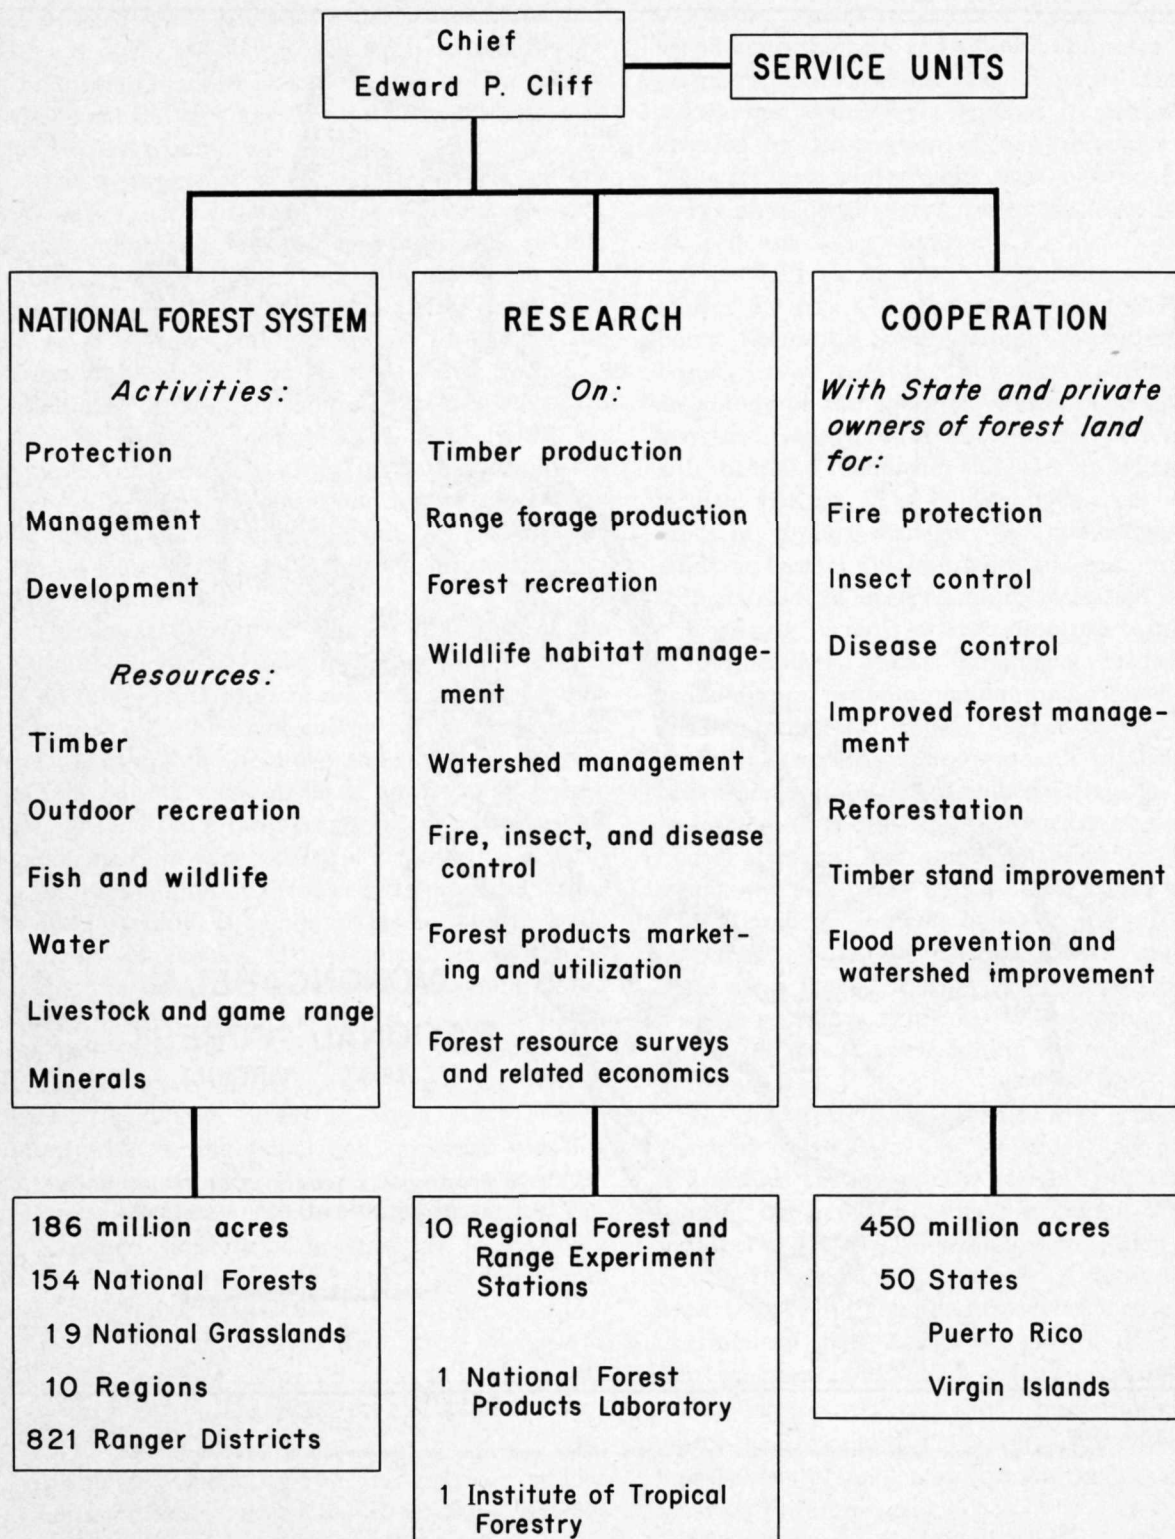 Chief
Edward P. Cliff
SERVICE UNITS
NATIONAL FOREST SYSTEM
Activities:
Protection
Management
Development
Resources:
Timber
Outdoor recreation
Fish and wildlife
Water
Livestock and game range
Minerals
RESEARCH
On:
Timber production
Range forage production
Forest recreation
Wildlife habitat manage-
ment
Watershed management
Fire, insect, and disease
control
Forest products market-
ing and utilization
Forest resource surveys
and related economics
COOPERATION
With State and private
owners of forest land
for:
Fire protection
Insect control
Disease control
Improved forest manage-
ment
Reforestation
Timber stand improvement
Flood prevention and
watershed improvement
186 million acres
154 National Forests
19 National Grasslands
10 Regions
821 Ranger Districts
10 Regional Forest and
Range Experiment
Stations
1 National Forest
Products Laboratory
1 Institute of Tropical
Forestry
450 million acres
50 States
Puerto Rico
Virgin Islands